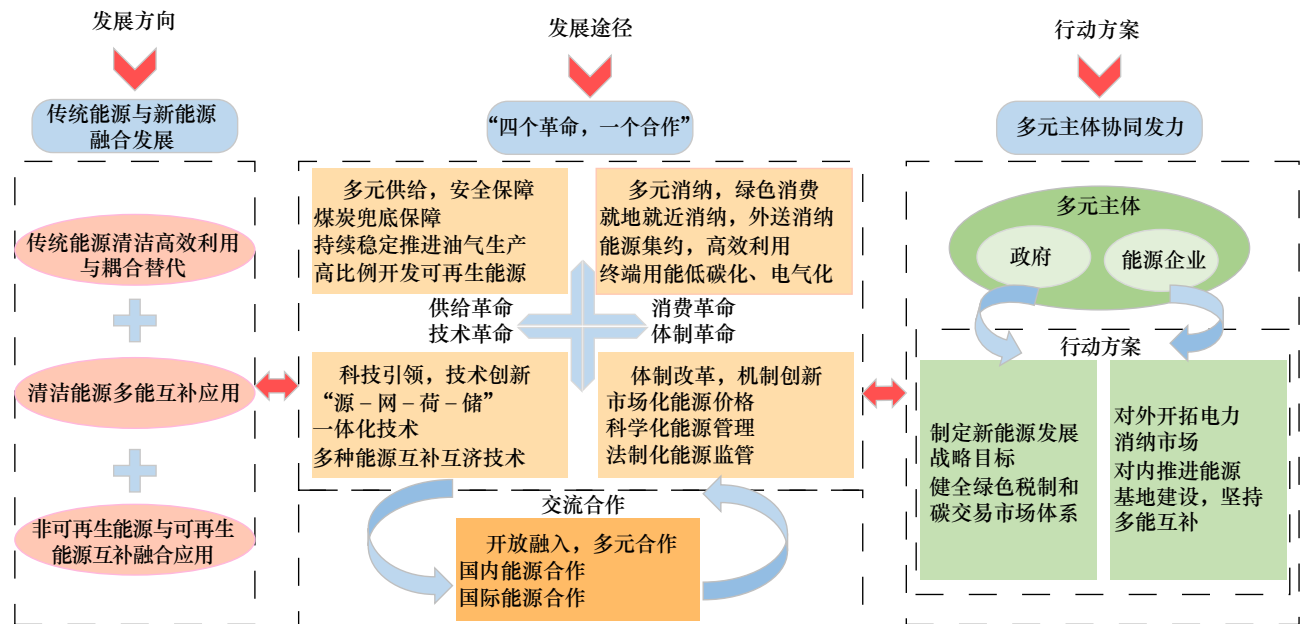 发展方向
传统能源与新能源
融合发展
传统能源清洁高效利用
与耦合替代
清洁能源多能互补应用
非可再生能源与可再生
能源互补融合应用
发展途径
“四个革命，一个合作”
多元供给，安全保障
煤炭兜底保障
持续稳定推进油气生产
高比例开发可再生能源
多元消纳，绿色消费
就地就近消纳，外送消纳
能源集约，高效利用
终端用能低碳化、电气化
供给革命
消费革命
技术革命
体制革命
科技引领，技术创新
“源－网－荷－储”
一体化技术
多种能源互补互济技术
体制改革，机制创新
市场化能源价格
科学化能源管理
法制化能源监管
交流合作
开放融入，多元合作
国内能源合作
国际能源合作
行动方案
多元主体协同发力
多元主体
政府
能源企业
行动方案
制定新能源发展
战略目标
健全绿色税制和
碳交易市场体系
对外开拓电力
消纳市场
对内推进能源
基地建设，坚持
多能互补